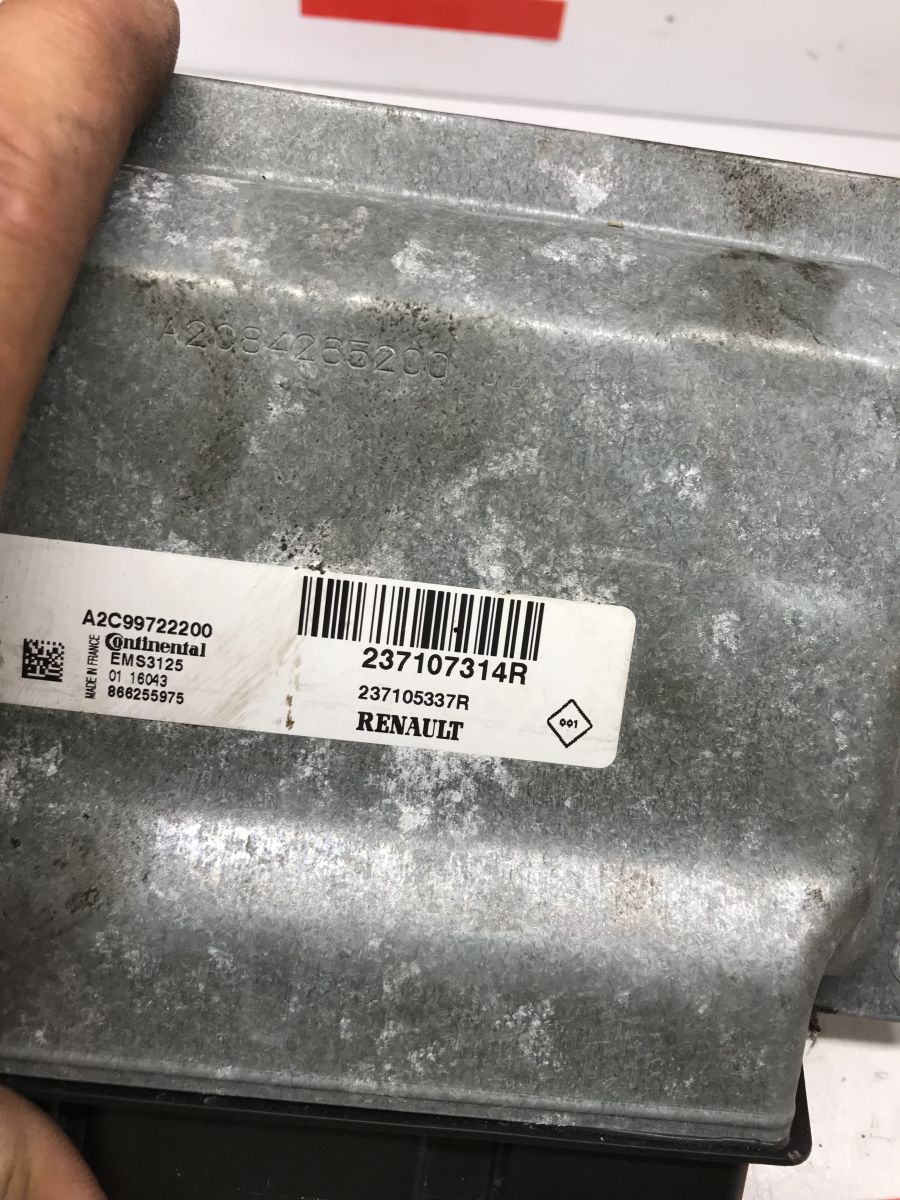 A2C84265200
A2C99722200
Continental
MADE IN FRANCE
EMS3125
01 16043
866255975
237107314R
237105337R
RENAULT
001